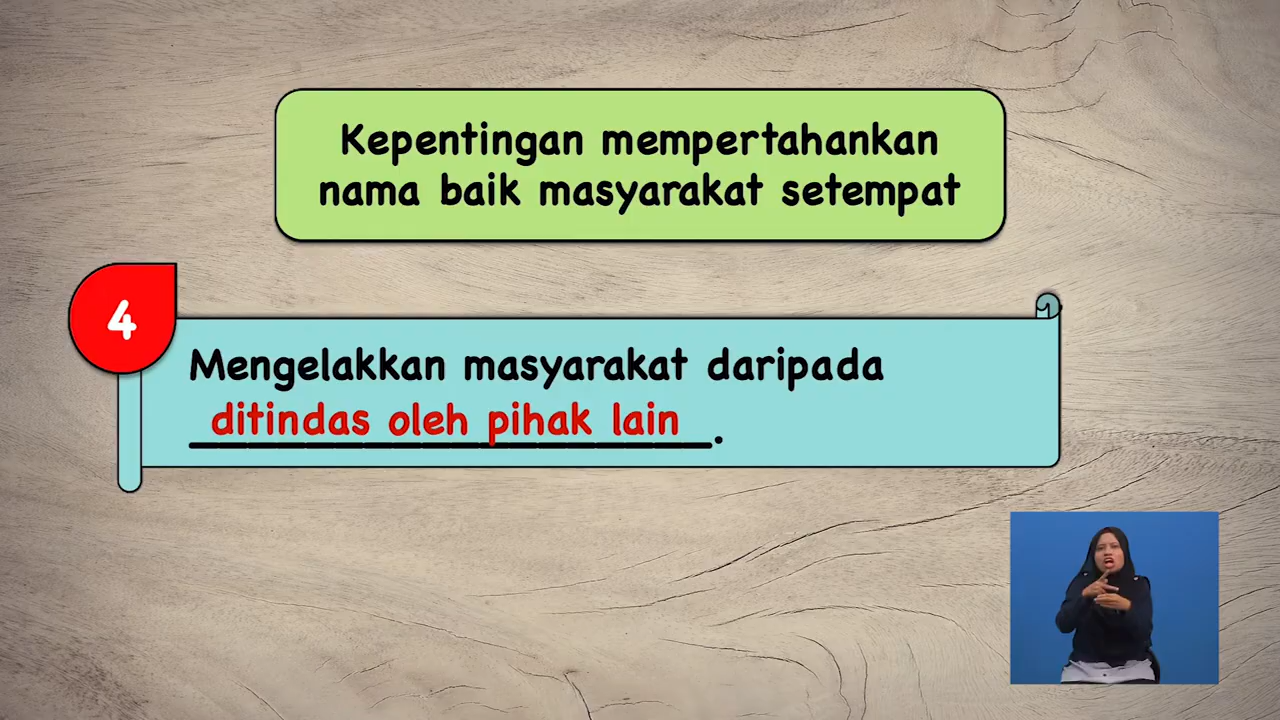 Kepentingan mempertahankan
nama baik masyarakat setempat
4
Mengelakkan masyarakat daripada
ditindas oleh pihak lain.